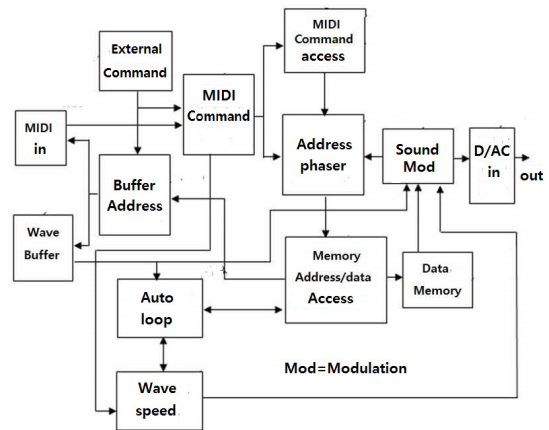 MIDI
Command
access
External
Command
MIDI
Command
MIDI
in
Address
phaser
Sound
Mod
D/AC
in
out
Buffer
Address
Wave
Buffer
Memory
Address/data
Access
Data
Memory
Auto
loop
Mod=Modulation
Wave
speed